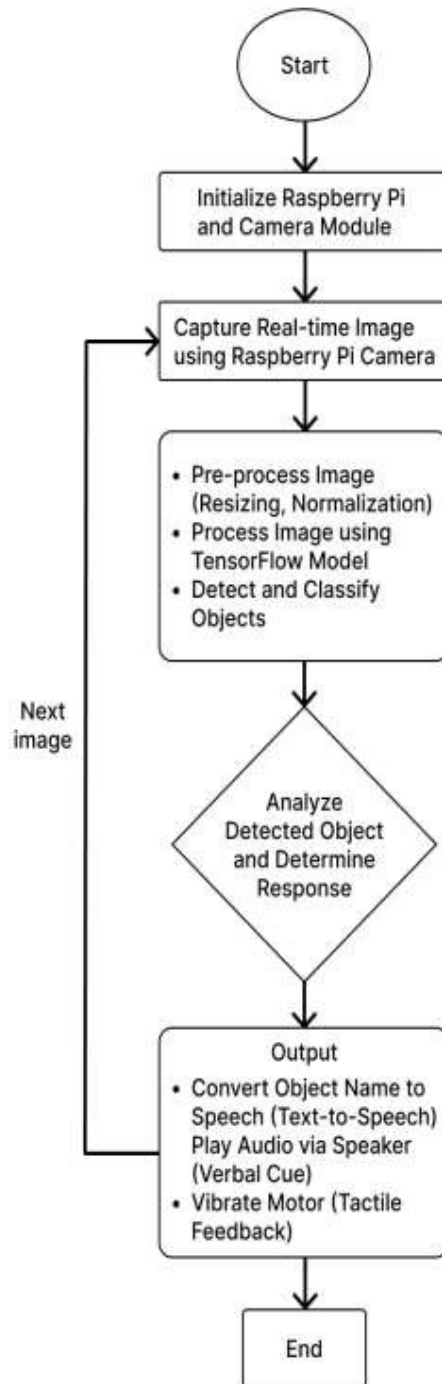 Start
Initialize Raspberry Pi
and Camera Module
Capture Real-time Image
using Raspberry Pi Camera
• Pre-process Image
(Resizing, Normalization)
• Process Image using
TensorFlow Model
• Detect and Classify
Objects
Next
image
Analyze
Detected Object
and Determine
Response
Output
• Convert Object Name to
Speech (Text-to-Speech)
Play Audio via Speaker
(Verbal Cue)
• Vibrate Motor (Tactile
Feedback)
End